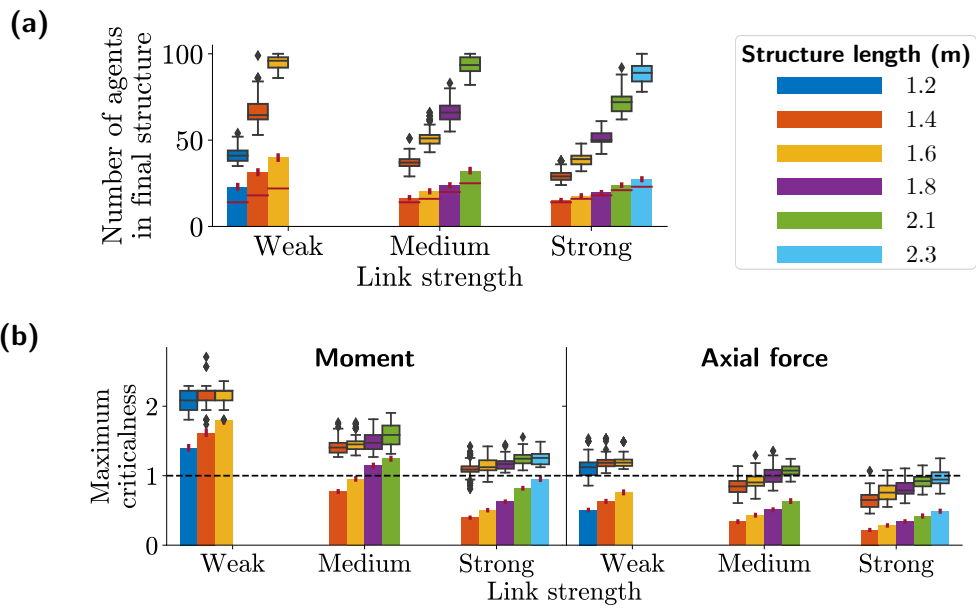 (a)
Number of agents
in final structure
100
50
0
Weak
Medium
Strong
Link strength
Structure length (m)
1.2
1.4
1.6
1.8
2.1
2.3
(b)
Maximum
criticalness
Moment
Axial force
2
1
0
Weak
Medium
Strong
Weak
Medium
Strong
Link strength